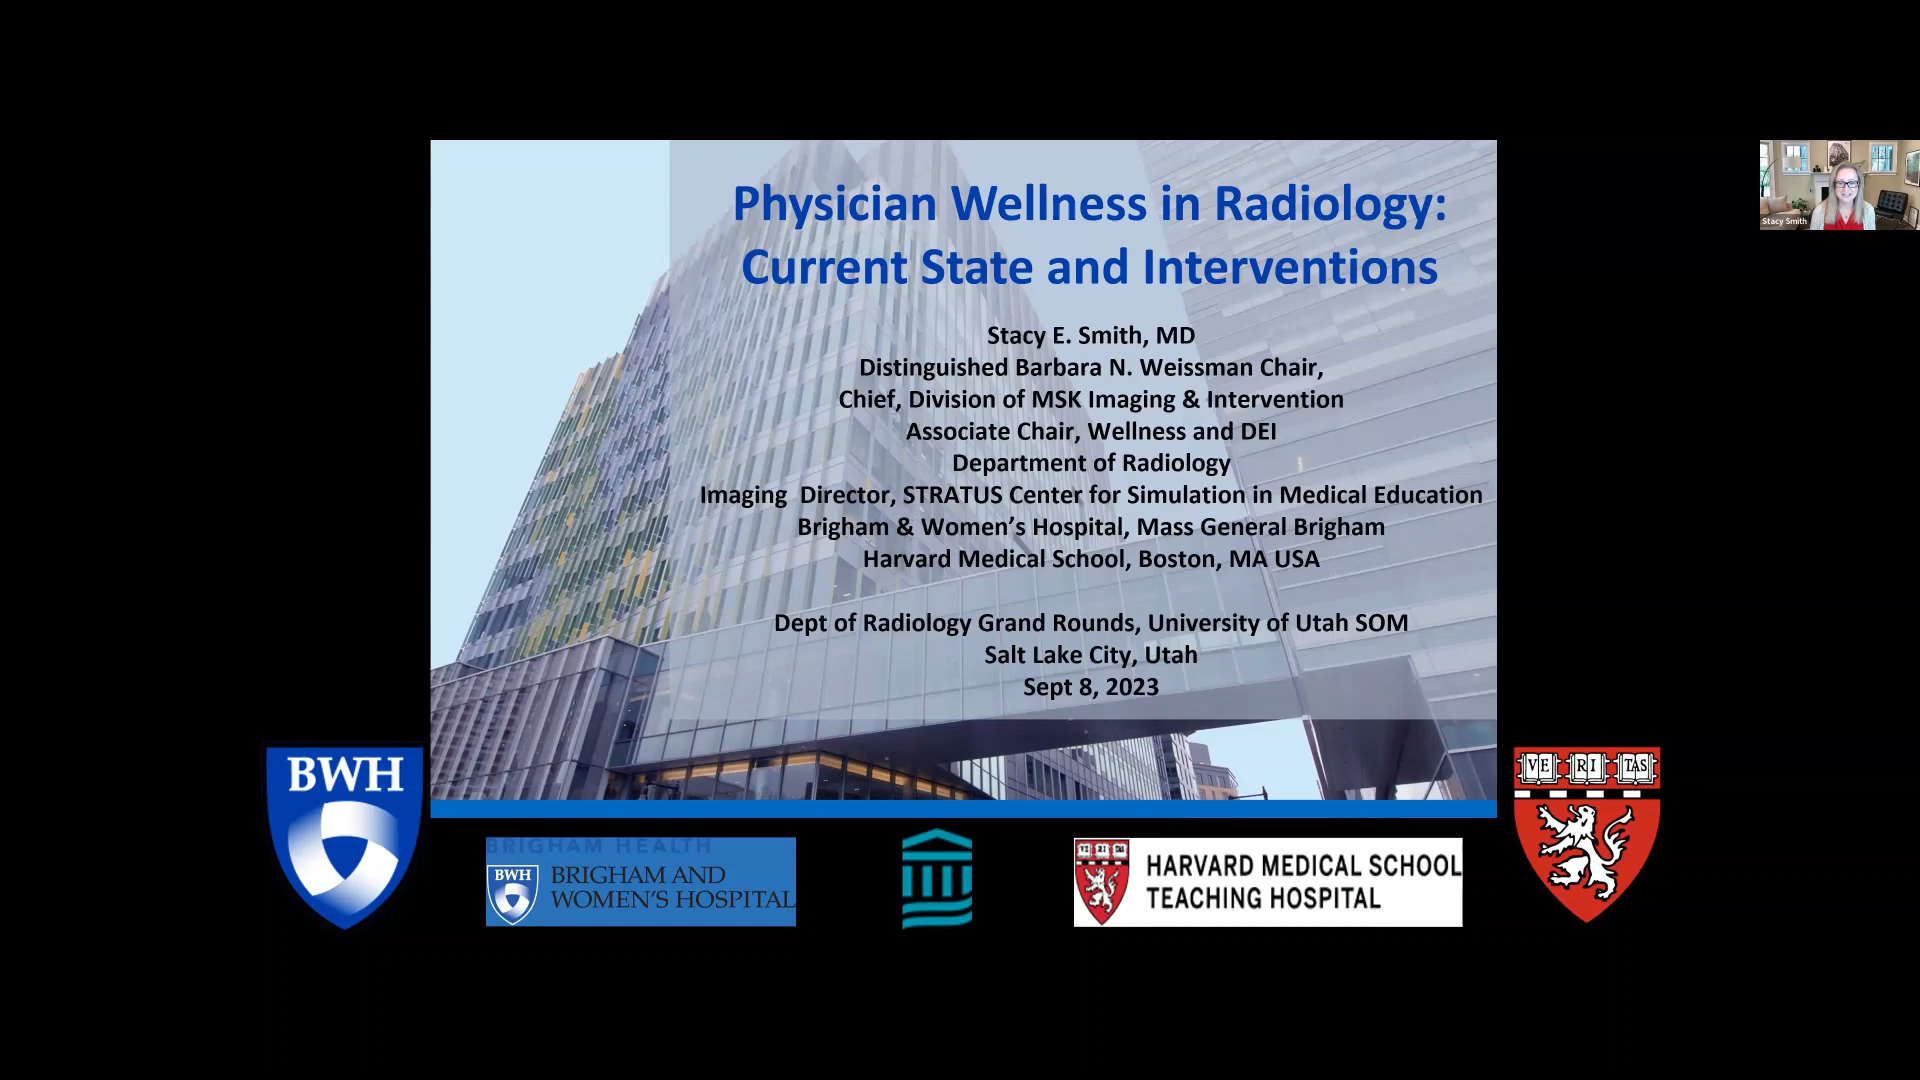 Physician Wellness in Radiology:
Current State and Interventions
Stacy E. Smith, MD
Distinguished Barbara N. Weissman Chair,
Chief, Division of MSK Imaging & Intervention
Associate Chair, Wellness and DEI
Department of Radiology
Imaging  Director, STRATUS Center for Simulation in Medical Education
Brigham & Women's Hospital, Mass General Brigham
Harvard Medical School, Boston, MA USA
Dept of Radiology Grand Rounds, University of Utah SOM
Salt Lake City, Utah
Sept 8, 2023
Stacy Smith
BWH
BRIGHAM HEALTH
BWH
BRIGHAM AND
WOMEN'S HOSPITAL
VE RI TAS
HARVARD MEDICAL SCHOOL
TEACHING HOSPITAL
VE RI TAS